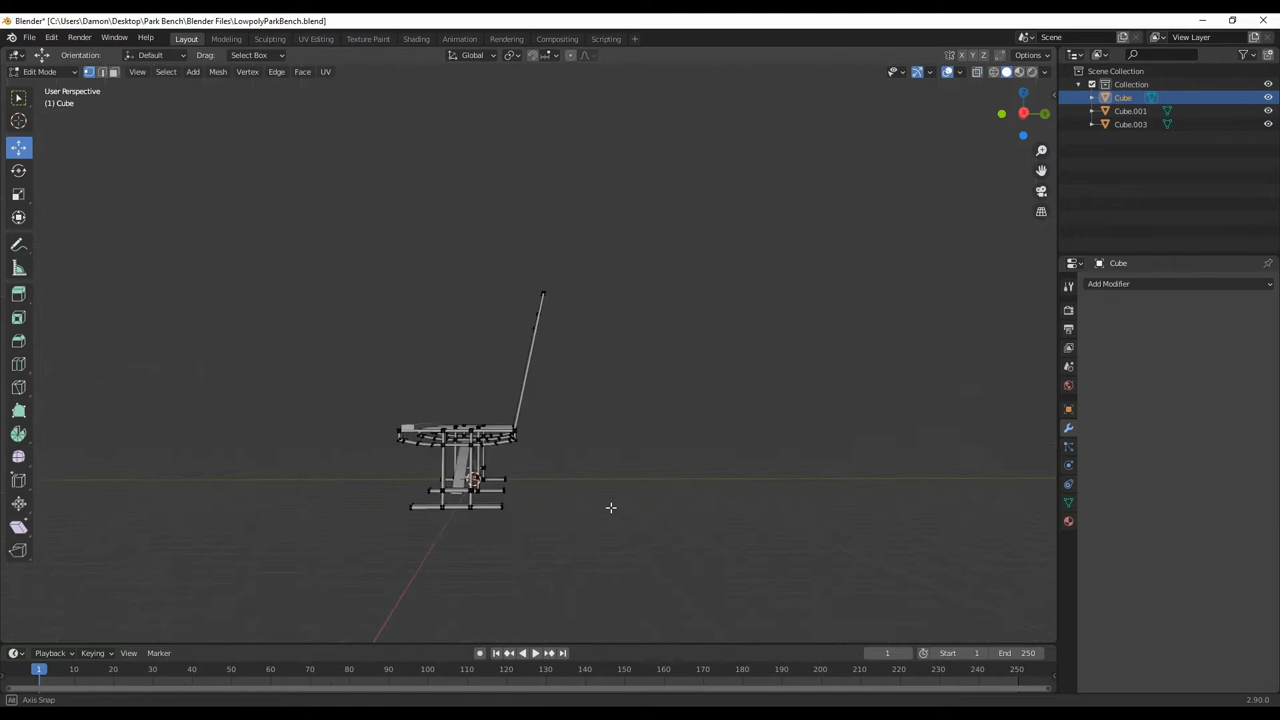 Blender* [C:\Users\Damon\Desktop\Park Bench\Blender Files\LowpolyParkBench.blend]
File Edit Render Window Help Layout Modeling Sculpting UV Editing Texture Paint Shading Animation Rendering Compositing Scripting + Scene View Layer
Orientation: Default Drag: Select Box Global X Y Z Options
Edit Mode View Select Add Mesh Vertex Edge Face UV
User Perspective
(1) Cube
Scene Collection
Collection
Cube
Cube.001
Cube.003
Cube
Add Modifier
Playback Keying View Marker 1 Start 1 End 250
1 10 20 30 40 50 60 70 80 90 100 110 120 130 140 150 160 170 180 190 200 210 220 230 240 250
Axis Snap 2.90.0